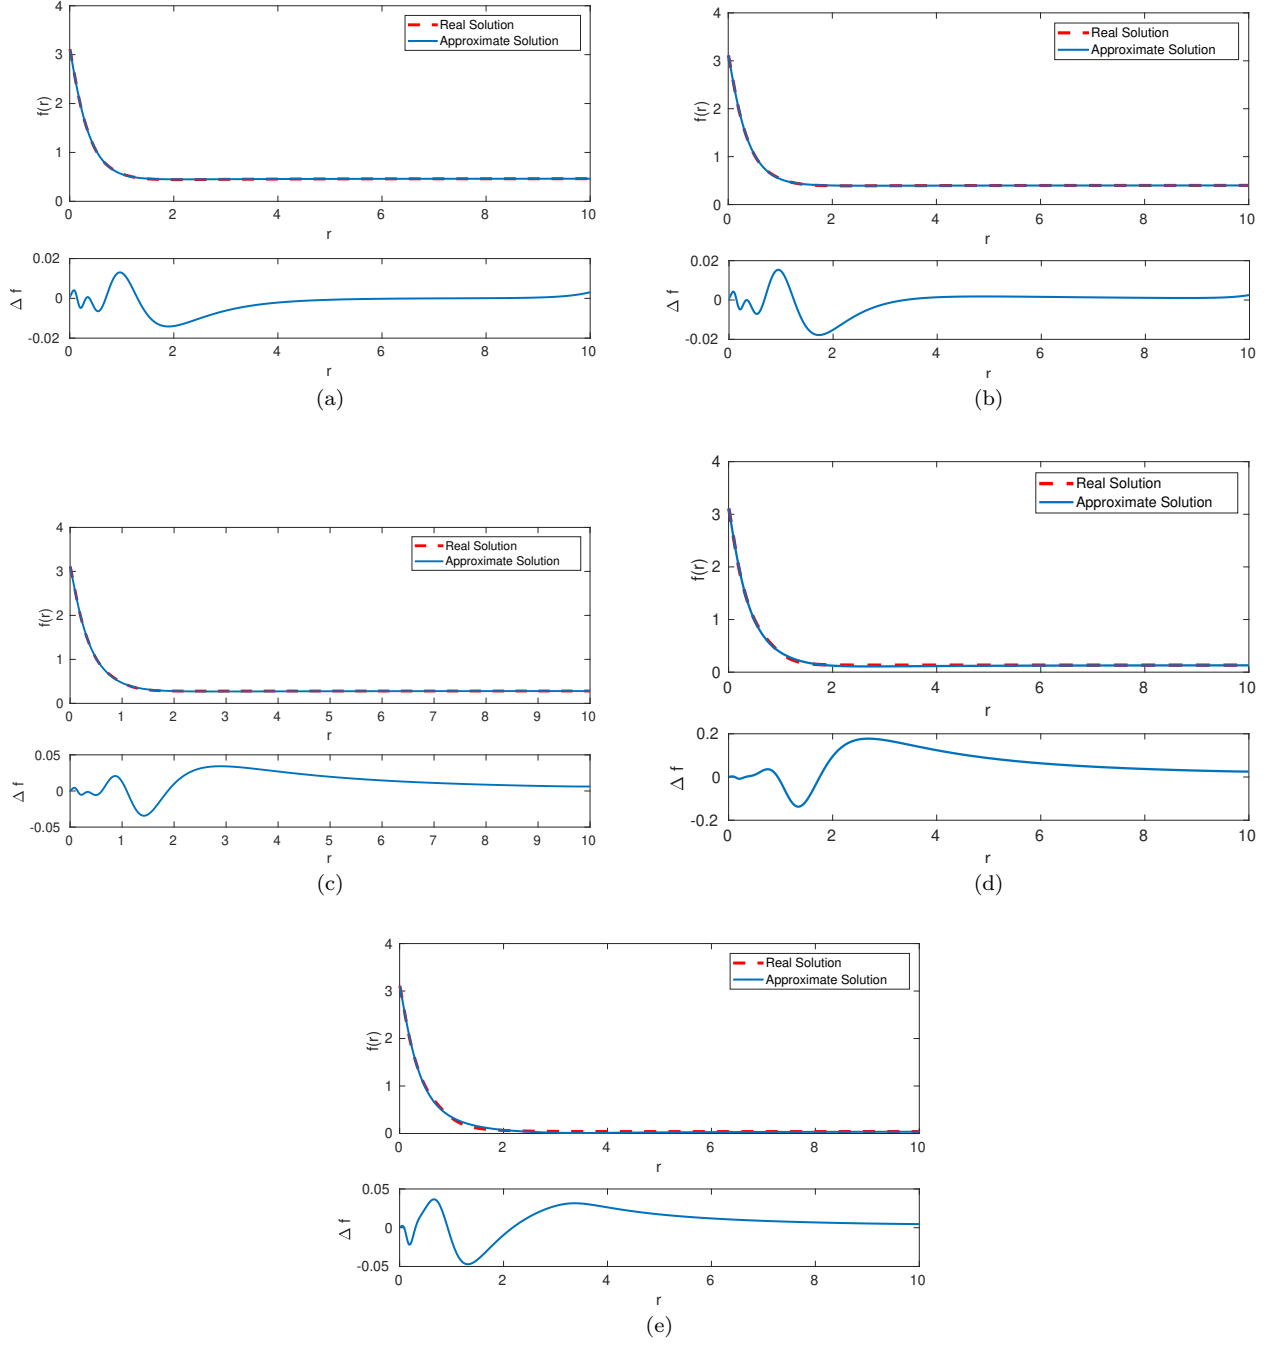 Real Solution
Approximate Solution
f(r)
4
3
2
1
0
0 2 4 6 8 10
r
Δ f
0.02
0
-0.02
0 2 4 6 8 10
r
(a)
Real Solution
Approximate Solution
f(r)
4
3
2
1
0
0 2 4 6 8 10
r
Δ f
0.02
0
-0.02
0 2 4 6 8 10
r
(b)
Real Solution
Approximate Solution
f(r)
4
3
2
1
0
0 1 2 3 4 5 6 7 8 9 10
r
Δ f
0.05
0
-0.05
0 1 2 3 4 5 6 7 8 9 10
r
(c)
Real Solution
Approximate Solution
f(r)
4
3
2
1
0
0 2 4 6 8 10
r
Δ f
0.2
0
-0.2
0 2 4 6 8 10
r
(d)
Real Solution
Approximate Solution
f(r)
4
3
2
1
0
0 2 4 6 8 10
r
Δ f
0.05
0
-0.05
0 2 4 6 8 10
r
(e)